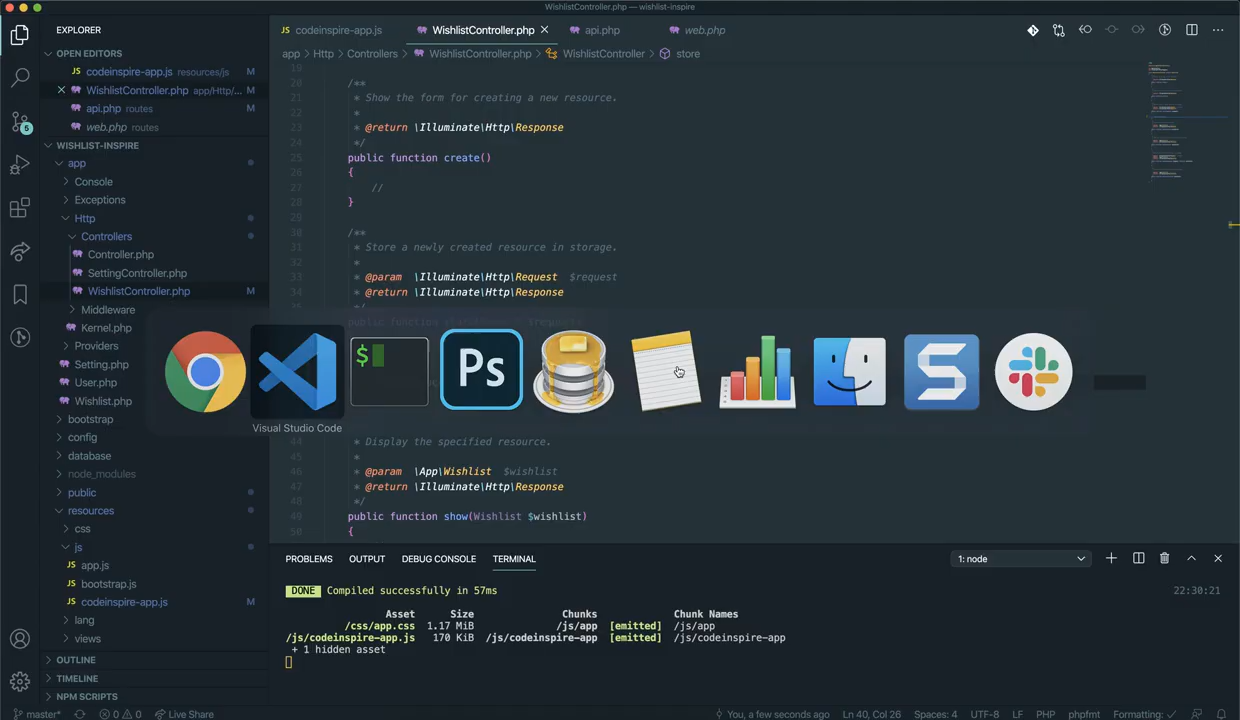 WishlistController.php — wishlist-inspire
EXPLORER
OPEN EDITORS
JS codeinspire-app.js resources/js M
WishlistController.php app/Http/... M
api.php routes M
web.php routes
WISHLIST-INSPIRE
app
Console
Exceptions
Http
Controllers
Controller.php
SettingController.php
WishlistController.php M
Middleware
Kernel.php
Providers
Setting.php
User.php
Wishlist.php
bootstrap
config
database
node_modules
public
resources
css
js
JS app.js
JS bootstrap.js
JS codeinspire-app.js M
lang
views
OUTLINE
TIMELINE
NPM SCRIPTS
5
JS codeinspire-app.js WishlistController.php api.php web.php
app > Http > Controllers > WishlistController.php > WishlistController > store
19
20 /**
21 * Show the form for creating a new resource.
22 *
23 * @return \Illuminate\Http\Response
24 */
25 public function create()
26 {
27 //
28 }
29
30 /**
31 * Store a newly created resource in storage.
32 *
33 * @param \Illuminate\Http\Request $request
34 * @return \Illuminate\Http\Response
$
Ps
S
Visual Studio Code
44 * Display the specified resource.
45 *
46 * @param \App\Wishlist $wishlist
47 * @return \Illuminate\Http\Response
48 */
49 public function show(Wishlist $wishlist)
50 {
PROBLEMS OUTPUT DEBUG CONSOLE TERMINAL 1: node
DONE Compiled successfully in 57ms 22:30:21
Asset Size Chunks Chunk Names
/css/app.css 1.17 MiB /js/app [emitted] /js/app
/js/codeinspire-app.js 170 KiB /js/codeinspire-app [emitted] /js/codeinspire-app
+ 1 hidden asset
master* 0 0 Live Share You, a few seconds ago Ln 40, Col 26 Spaces: 4 UTF-8 LF PHP phpfmt Formatting: ✓